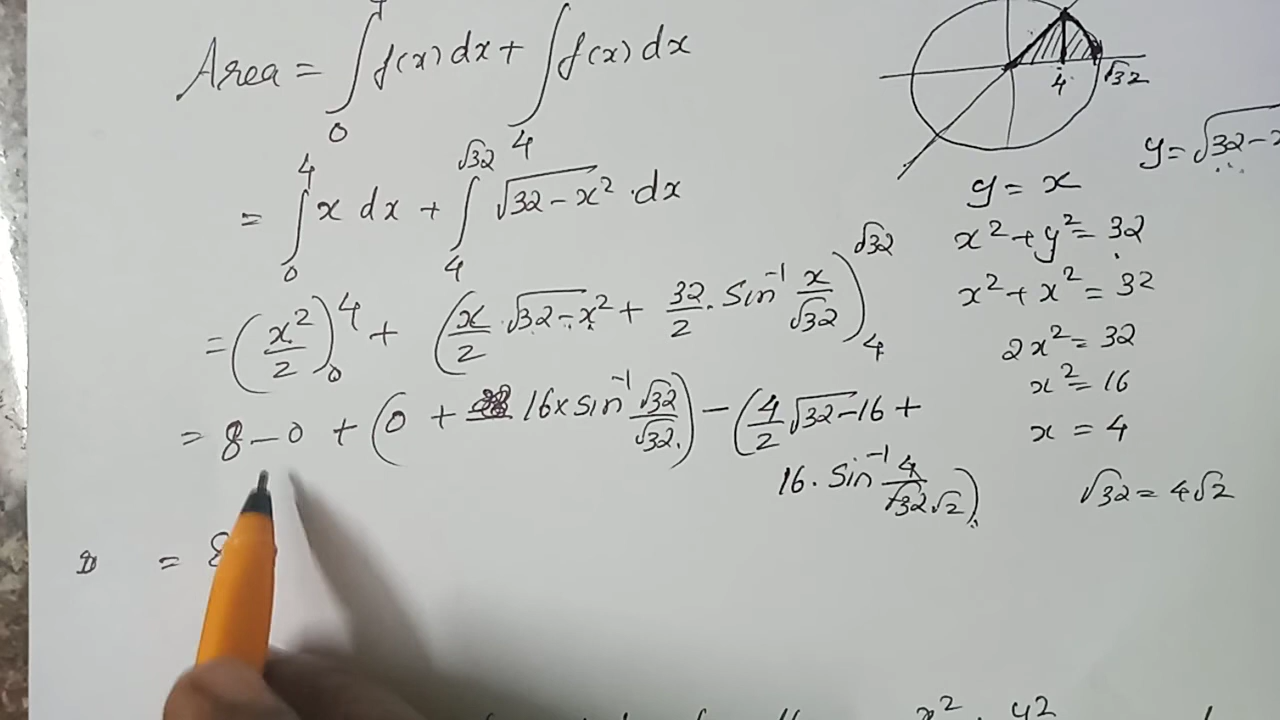 Area = ∫₀⁴ f(x) dx + ∫₄ f(x) dx
= ∫₀⁴ x dx + ∫₄^√32 √32 - x² · dx
= (x²/2)₀⁴ + (x/2 · √32 - x² + 32/2 · Sin⁻¹ x/√32)₄^√32
= 8 - 0 + (0 + 16 x sin⁻¹ √32/√32) - (4/2 √32 - 16 +
16 · Sin⁻¹ 4/√32 √2)
=
4
√32
y = √32 -
y = x
x² + y² = 32
x² + x² = 32
2x² = 32
x² = 16
x = 4
√32 = 4√2